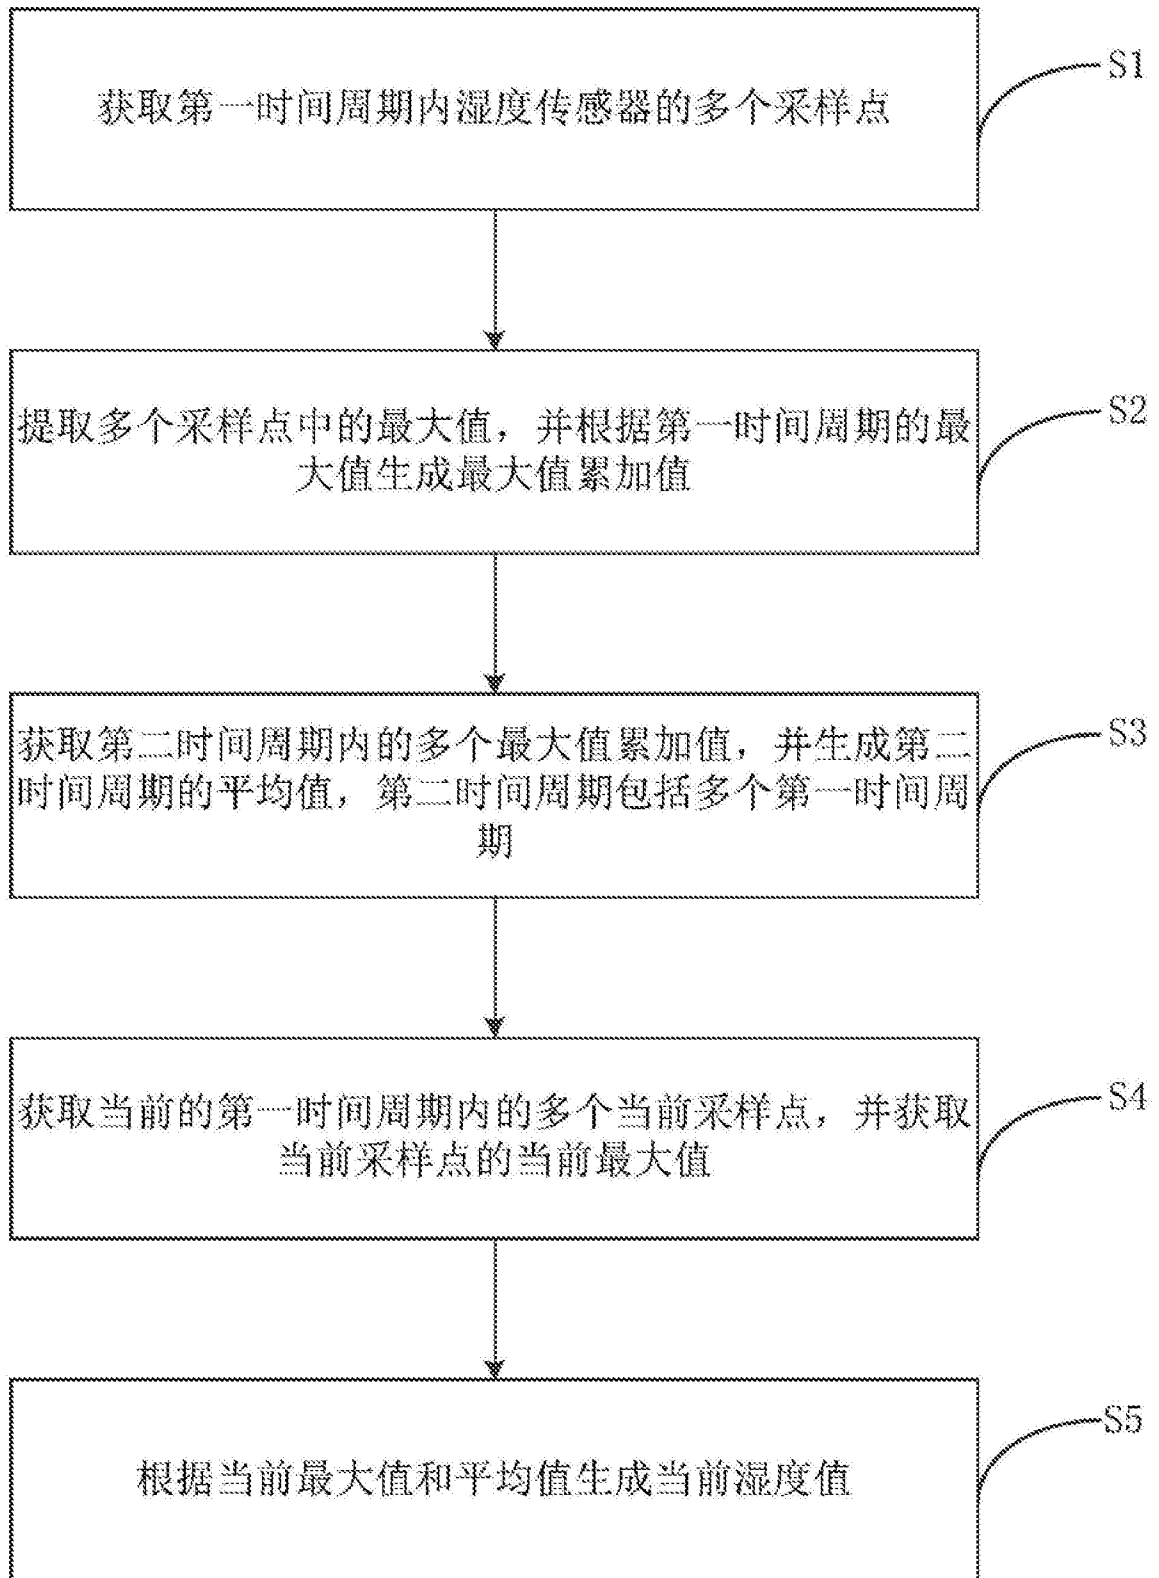 获取第一时间周期内湿度传感器的多个采样点
S1
提取多个采样点中的最大值，并根据第一时间周期的最
大值生成最大值累加值
S2
获取第二时间周期内的多个最大值累加值，并生成第二
时间周期的平均值，第二时间周期包括多个第一时间周
期
S3
获取当前的第一时间周期内的多个当前采样点，并获取
当前采样点的当前最大值
S4
根据当前最大值和平均值生成当前湿度值
S5